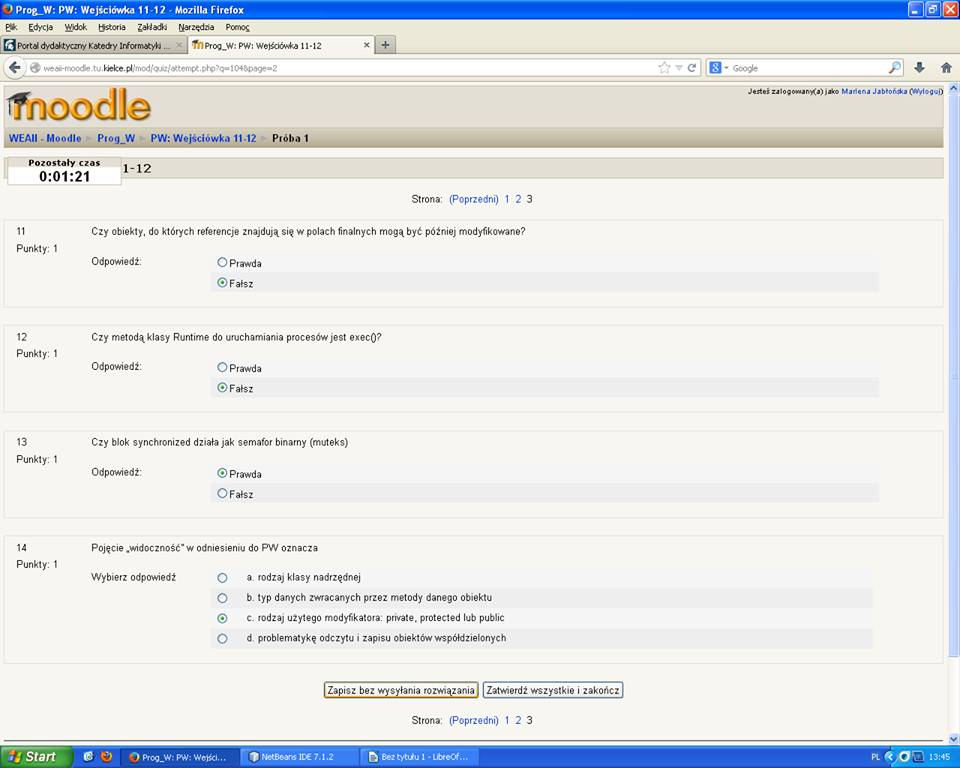 Prog_W: PW: Wejściówka 11-12 - Mozilla Firefox
Plik Edycja Widok Historia Zakładki Narzędzia Pomoc
Portal dydaktyczny Katedry Informatyki ... × Prog_W: PW: Wejściówka 11-12 × +
weaii-moodle.tu.kielce.pl/mod/quiz/attempt.php?q=104&page=2 Google
moodle Jesteś zalogowany(a) jako Marlena Jabłońska (Wyloguj)
WEAII - Moodle ► Prog_W ► PW: Wejściówka 11-12 ► Próba 1
Pozostały czas
0:01:21
1-12
Strona: (Poprzedni) 1 2 3
11 Czy obiekty, do których referencje znajdują się w polach finalnych mogą być później modyfikowane?
Punkty: 1
Odpowiedź: Prawda
Fałsz
12 Czy metodą klasy Runtime do uruchamiania procesów jest exec()?
Punkty: 1
Odpowiedź: Prawda
Fałsz
13 Czy blok synchronized działa jak semafor binarny (muteks)
Punkty: 1
Odpowiedź: Prawda
Fałsz
14 Pojęcie „widoczność" w odniesieniu do PW oznacza
Punkty: 1
Wybierz odpowiedź a. rodzaj klasy nadrzędnej
b. typ danych zwracanych przez metody danego obiektu
c. rodzaj użytego modyfikatora: private, protected lub public
d. problematykę odczytu i zapisu obiektów współdzielonych
Zapisz bez wysyłania rozwiązania Zatwierdź wszystkie i zakończ
Strona: (Poprzedni) 1 2 3
Start Prog_W: PW: Wejści... NetBeans IDE 7.1.2 Bez tytułu 1 - LibreOf... PL 13:45